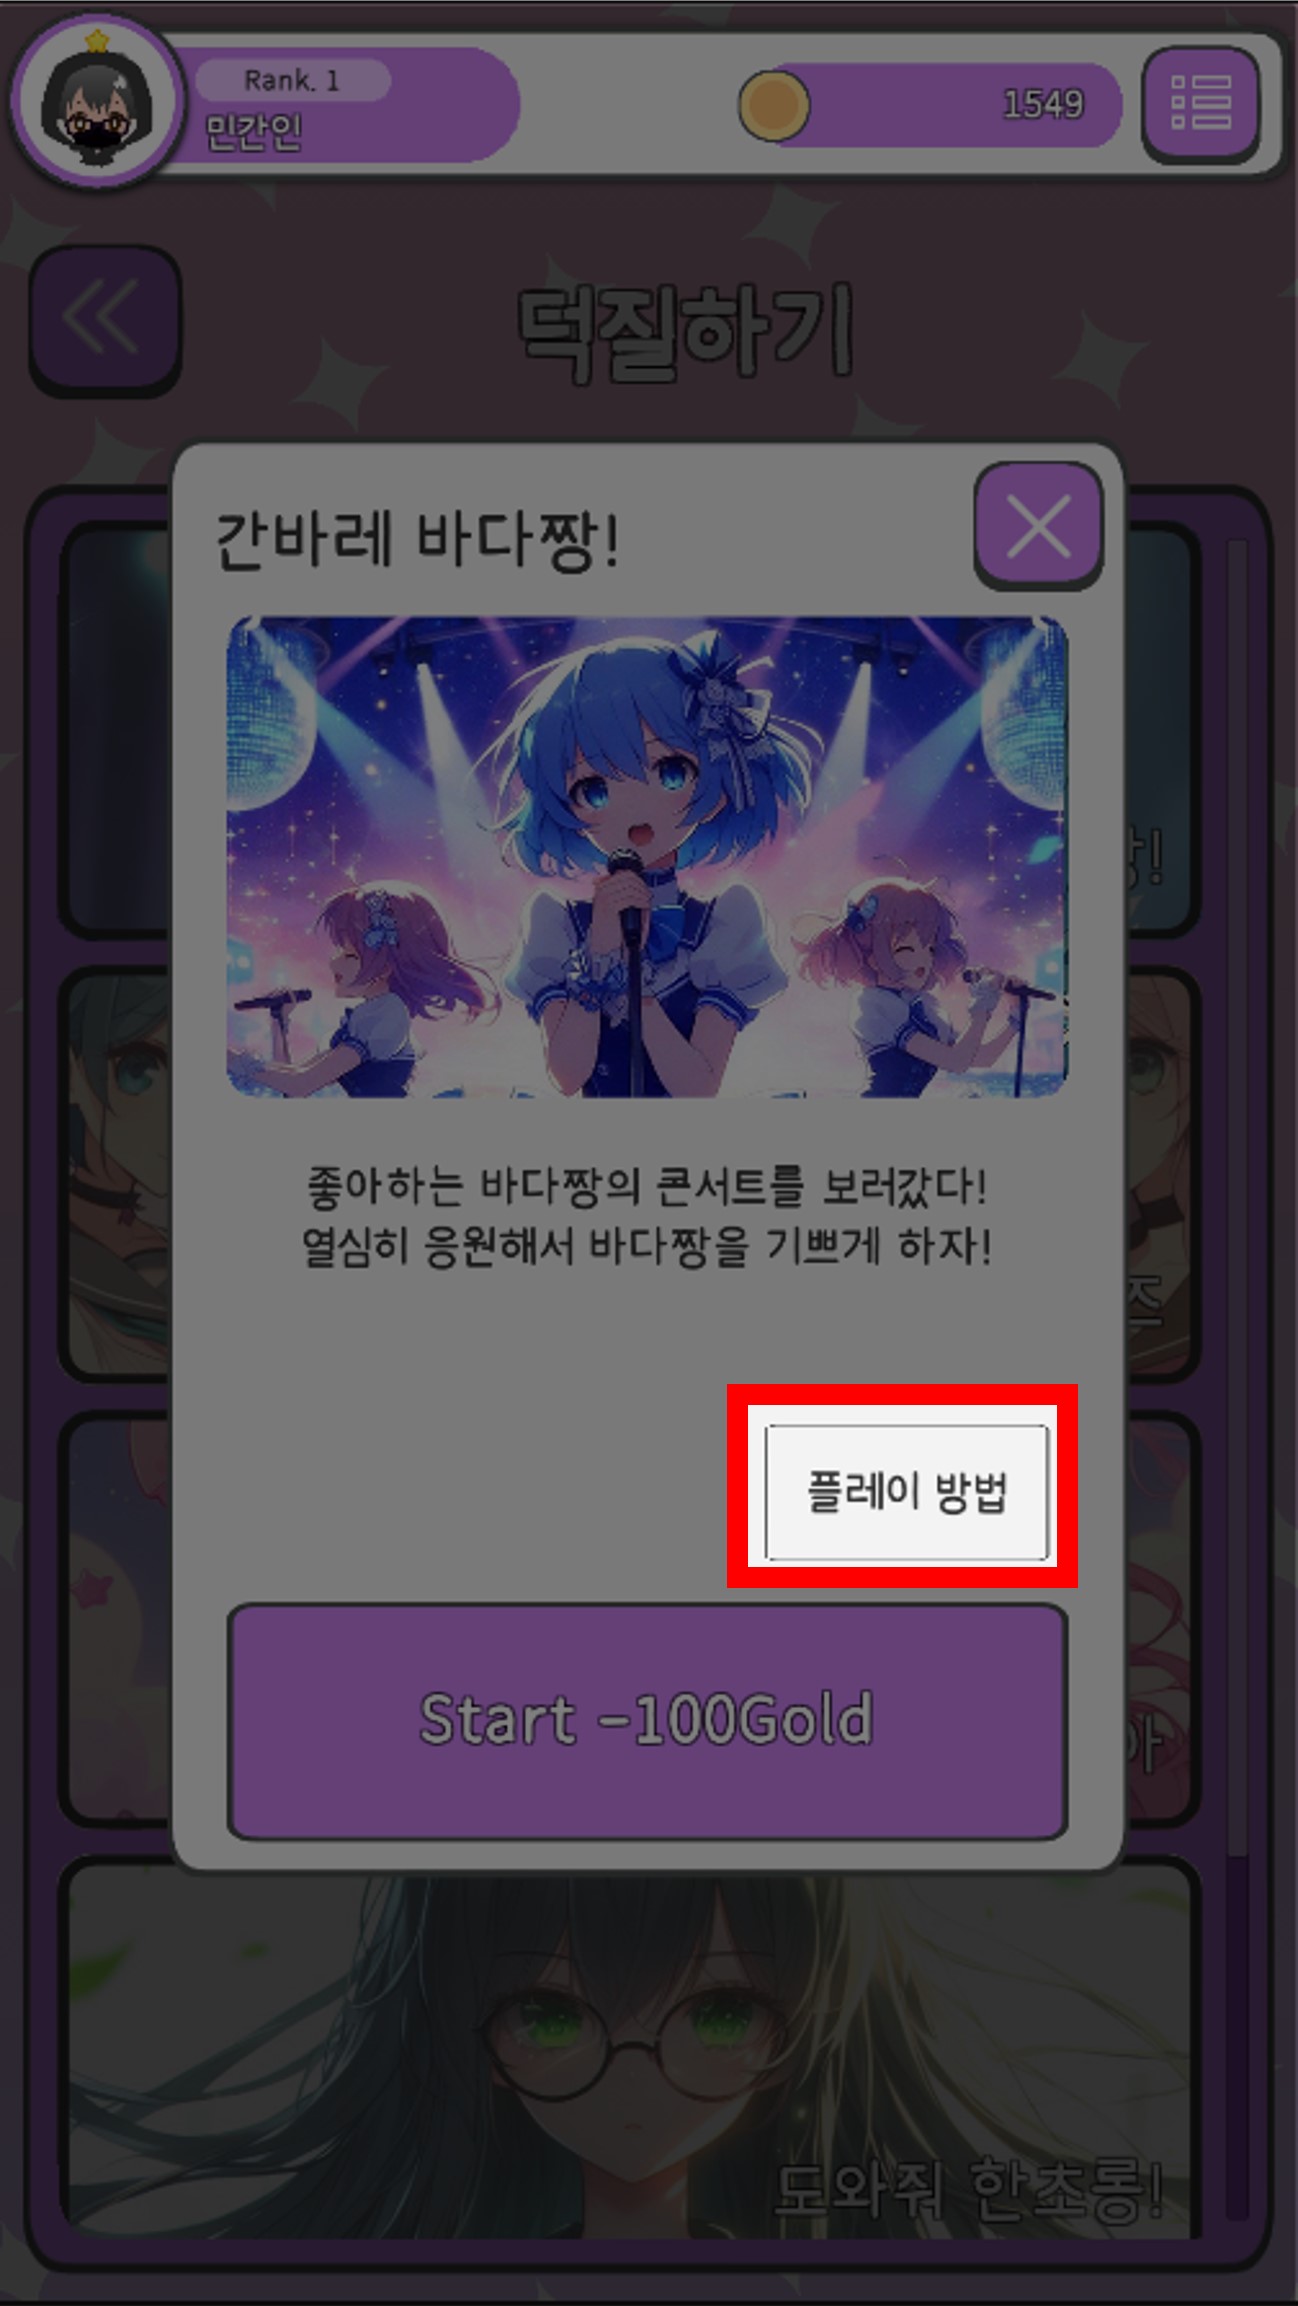 Rank. 1
민간인
1549
덕질하기
간바레 바다짱!
좋아하는 바다짱의 콘서트를 보러갔다!
열심히 응원해서 바다짱을 기쁘게 하자!
플레이 방법
Start -100Gold
도와줘 한초롱!